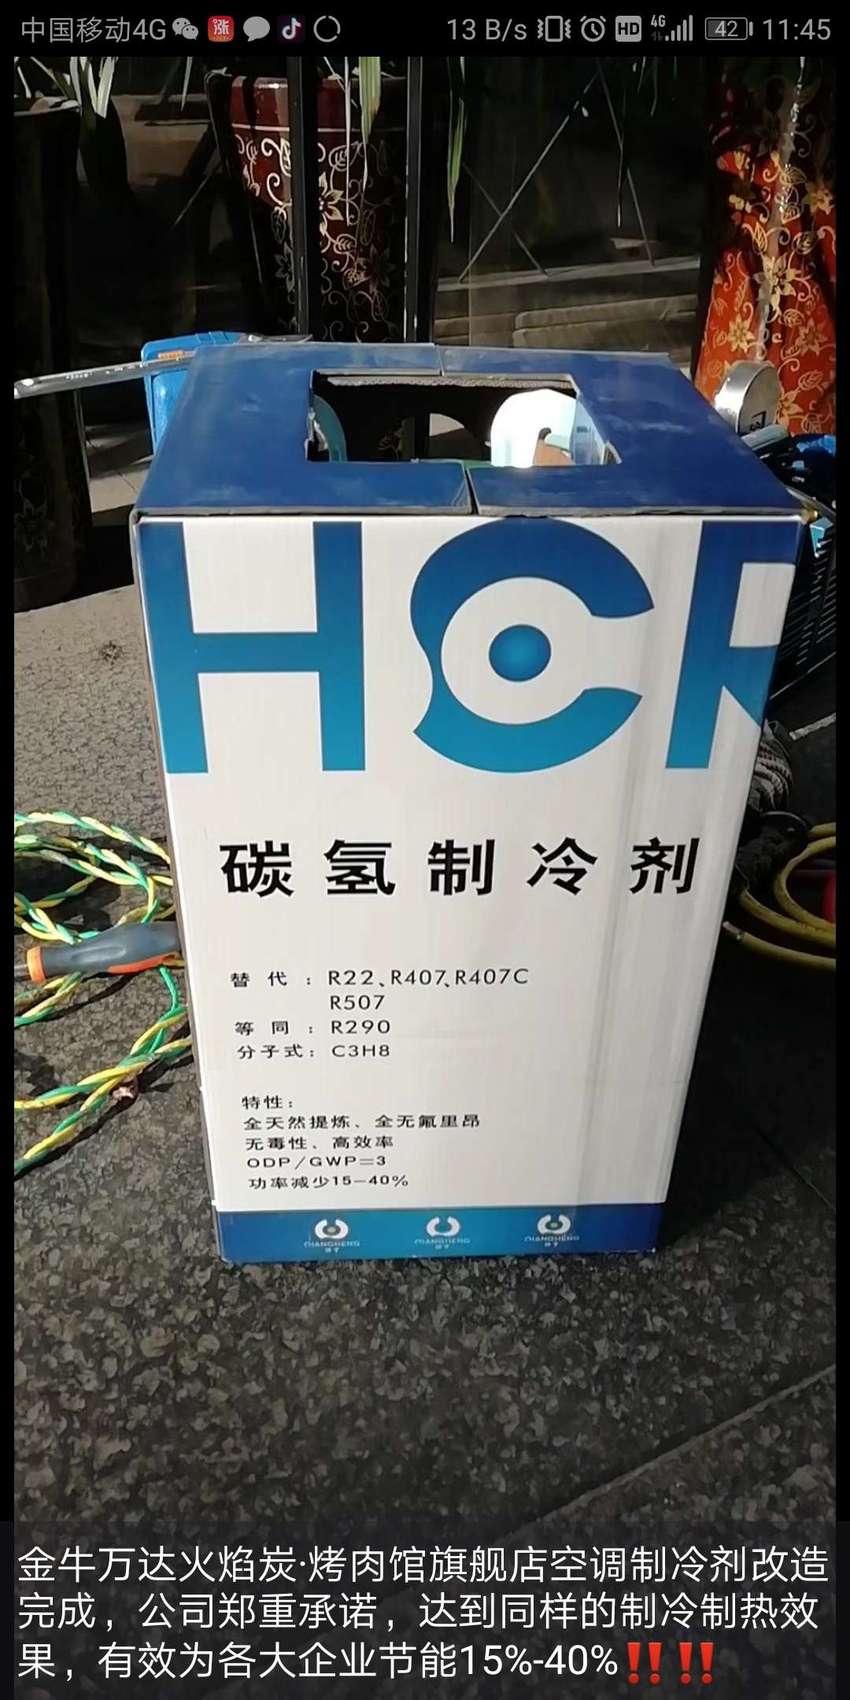 中国移动4G 涨 13 B/s HD 4G 42 11:45
HCR
碳氢制冷剂
替代：R22、R407、R407C
R507
等同：R290
分子式：C3H8
特性：
全天然提炼、全无氟里昂
无毒性、高效率
ODP/GWP=3
功率减少15-40%
金牛万达火焰炭·烤肉馆旗舰店空调制冷剂改造
完成，公司郑重承诺，达到同样的制冷制热效
果，有效为各大企业节能15%-40%‼️‼️